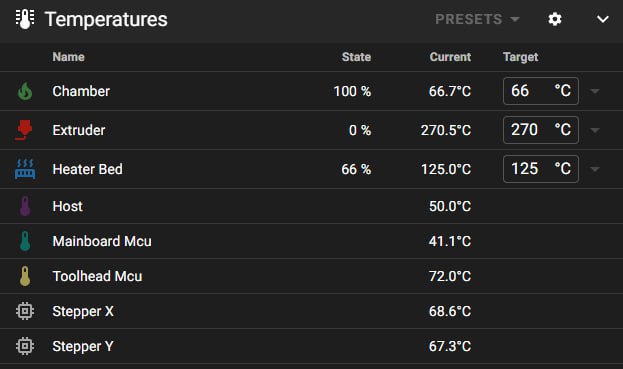 Temperatures PRESETS
Name State Current Target
Chamber 100 % 66.7°C 66 °C
Extruder 0 % 270.5°C 270 °C
Heater Bed 66 % 125.0°C 125 °C
Host 50.0°C
Mainboard Mcu 41.1°C
Toolhead Mcu 72.0°C
Stepper X 68.6°C
Stepper Y 67.3°C